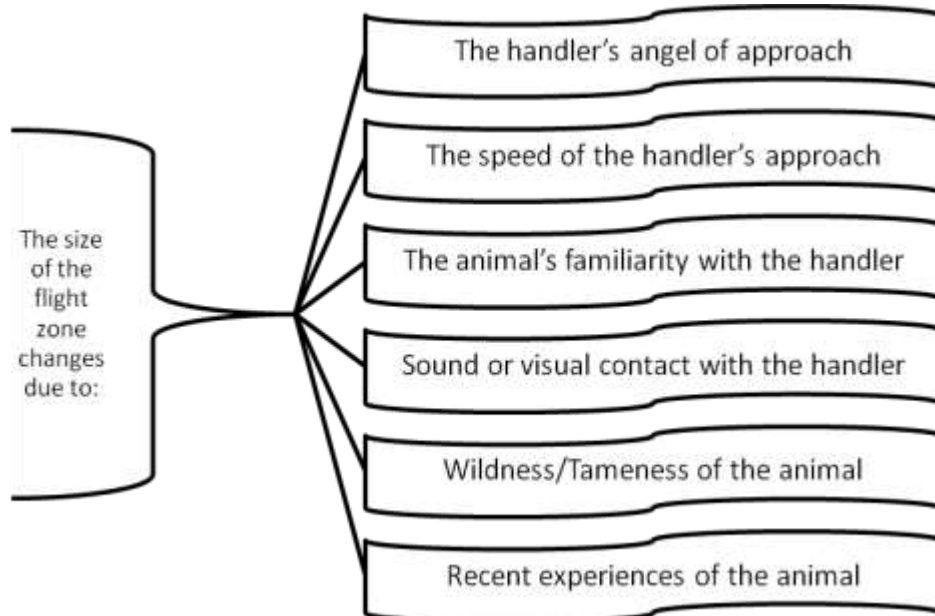 The size
of the
flight
zone
changes
due to:
The handler's angel of approach
The speed of the handler's approach
The animal's familiarity with the handler
Sound or visual contact with the handler
Wildness/Tameness of the animal
Recent experiences of the animal